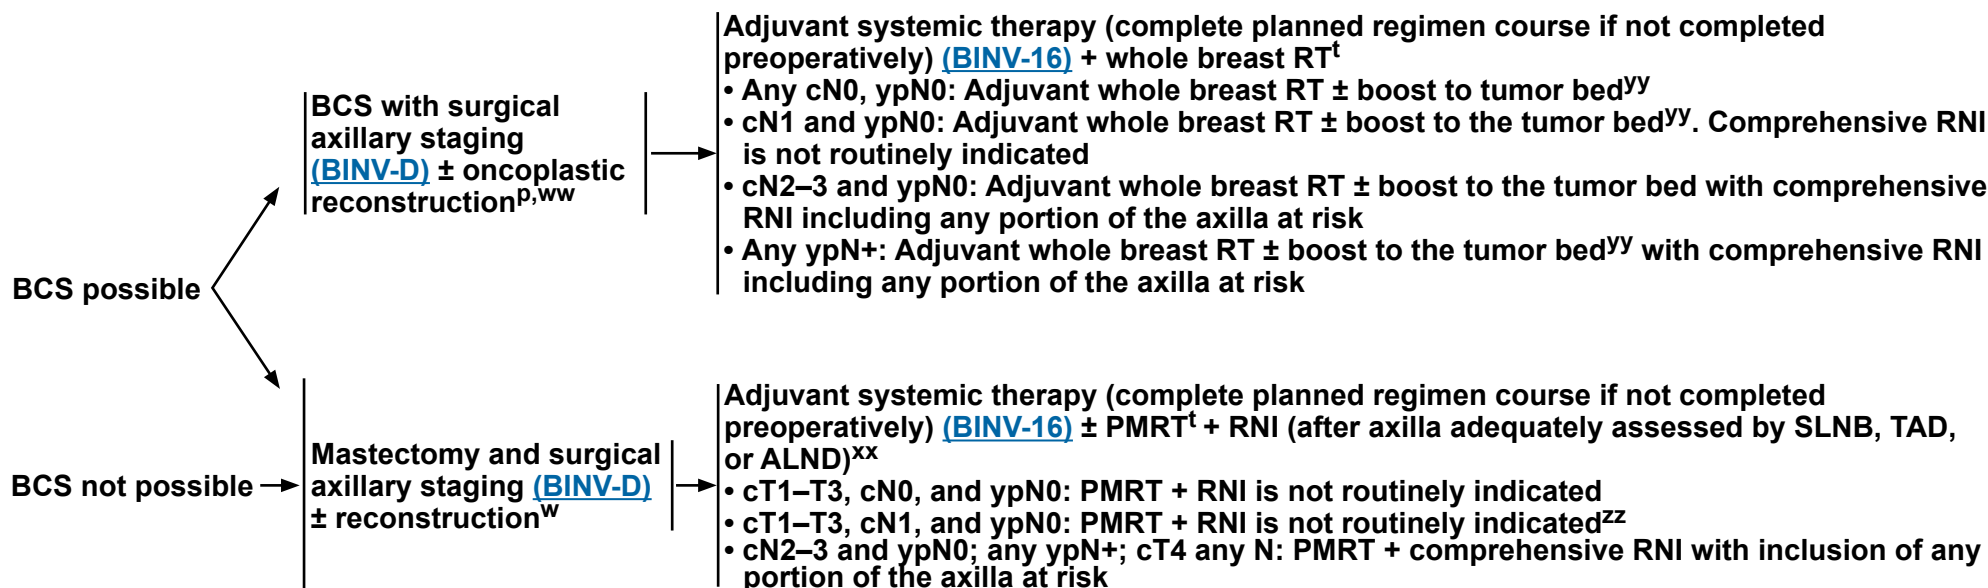 BCS possible
BCS with surgical
axillary staging
(BINV-D) ± oncoplastic
reconstructionp,ww
Adjuvant systemic therapy (complete planned regimen course if not completed
preoperatively) (BINV-16) + whole breast RTt
• Any cN0, ypN0: Adjuvant whole breast RT ± boost to tumor bedyy
• cN1 and ypN0: Adjuvant whole breast RT ± boost to the tumor bedyy. Comprehensive RNI
is not routinely indicated
• cN2–3 and ypN0: Adjuvant whole breast RT ± boost to the tumor bed with comprehensive
RNI including any portion of the axilla at risk
• Any ypN+: Adjuvant whole breast RT ± boost to the tumor bedyy with comprehensive RNI
including any portion of the axilla at risk
BCS not possible
Mastectomy and surgical
axillary staging (BINV-D)
± reconstructionw
Adjuvant systemic therapy (complete planned regimen course if not completed
preoperatively) (BINV-16) ± PMRTt + RNI (after axilla adequately assessed by SLNB, TAD,
or ALND)xx
• cT1–T3, cN0, and ypN0: PMRT + RNI is not routinely indicated
• cT1–T3, cN1, and ypN0: PMRT + RNI is not routinely indicatedzz
• cN2–3 and ypN0; any ypN+; cT4 any N: PMRT + comprehensive RNI with inclusion of any
portion of the axilla at risk